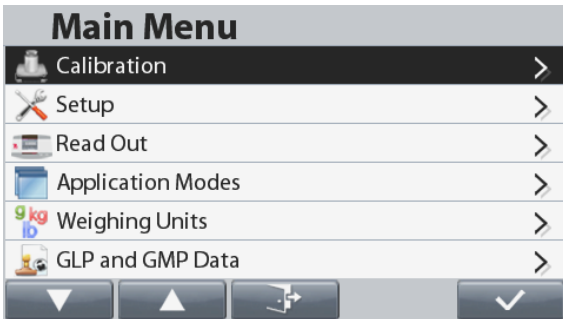 Main Menu
Calibration
Setup
Read Out
Application Modes
g kg
lb
Weighing Units
GLP and GMP Data